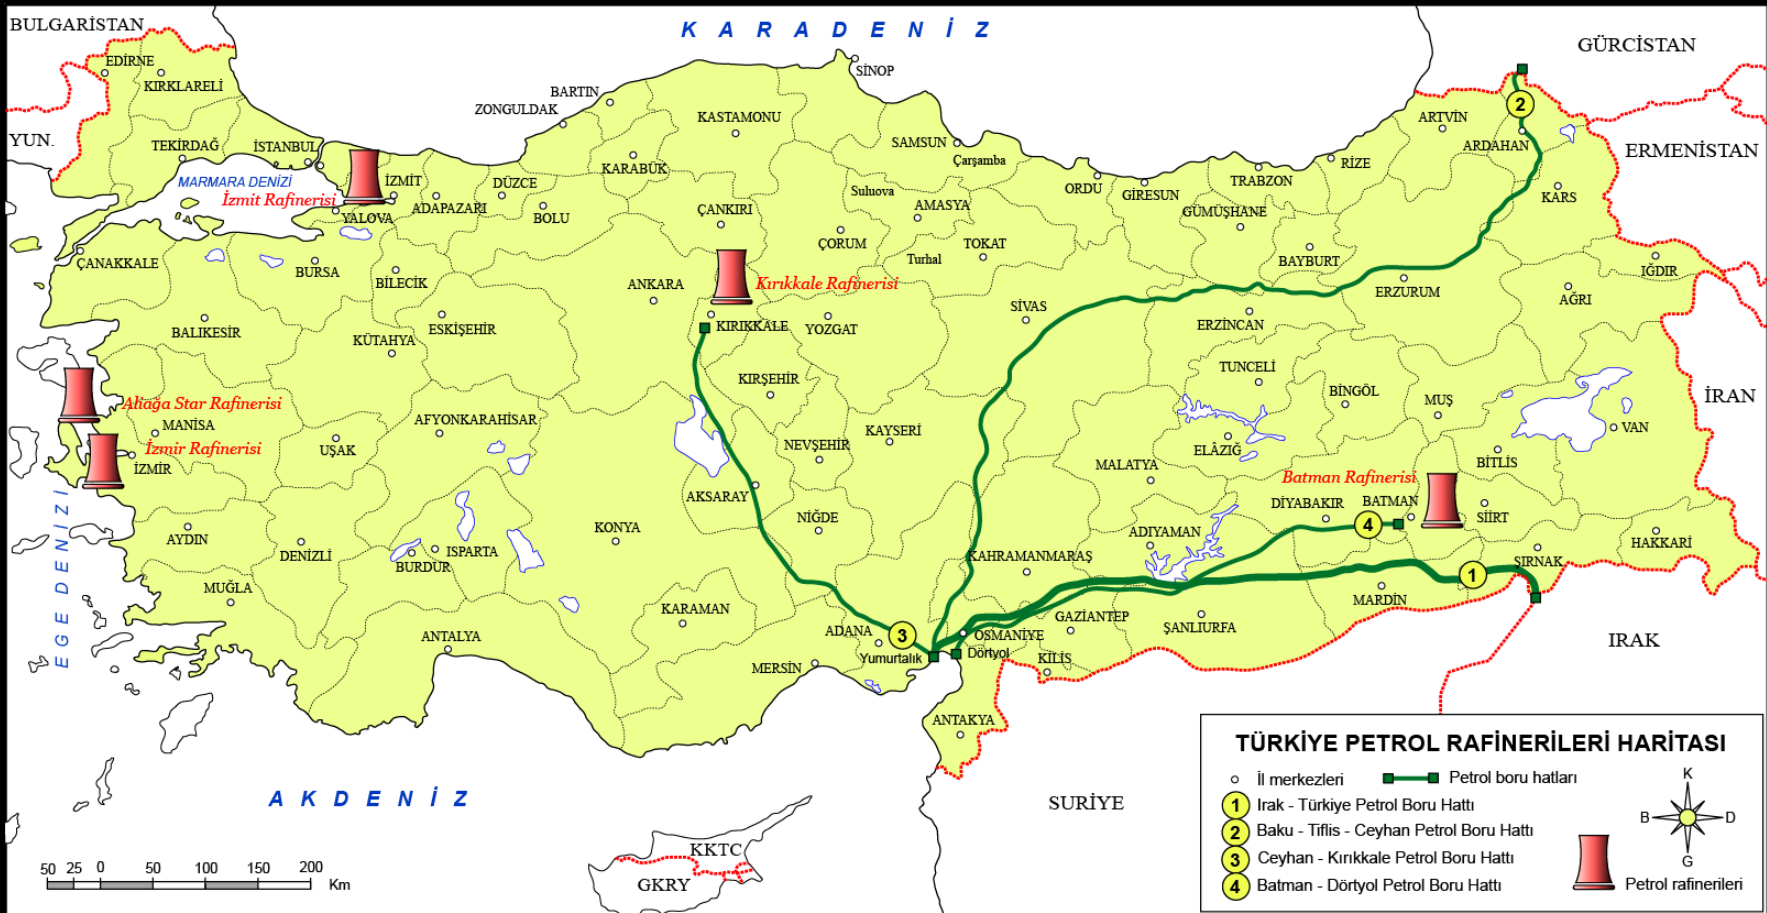 BULGARİSTAN
K A R A D E N İ Z
GÜRCİSTAN
EDİRNE
KIRKLARELİ
SİNOP
BARTIN
ZONGULDAK
KASTAMONU
2
ARTVİN
YUN.
TEKİRDAĞ
İSTANBUL
KARABÜK
SAMSUN
Çarşamba
RİZE
ARDAHAN
ERMENİSTAN
MARMARA DENİZİ
İZMİT
DÜZCE
Suluova
ORDU
GİRESUN
TRABZON
KARS
İzmit Rafinerisi
YALOVA
ADAPAZARI
BOLU
ÇANKIRI
AMASYA
GÜMÜŞHANE
ÇANAKKALE
BURSA
BİLECİK
ÇORUM
TOKAT
Turhal
BAYBURT
IĞDIR
ANKARA
Kırıkkale Rafinerisi
ERZURUM
AĞRI
BALIKESİR
ESKİŞEHİR
KÜTAHYA
KIRIKKALE
YOZGAT
SİVAS
ERZİNCAN
KIRŞEHİR
TUNCELİ
BİNGÖL
MUŞ
İRAN
Aliağa Star Rafinerisi
MANİSA
AFYONKARAHİSAR
UŞAK
NEVŞEHİR
KAYSERİ
ELÂZIĞ
VAN
İzmir Rafinerisi
İZMİR
MALATYA
BİTLİS
Batman Rafinerisi
AKSARAY
NİĞDE
DİYABAKIR
BATMAN
SİİRT
4
EGE DENİZİ
AYDIN
DENİZLİ
BURDUR
ISPARTA
KONYA
ADIYAMAN
HAKKARİ
KAHRAMANMARAŞ
ŞIRNAK
1
MUĞLA
KARAMAN
MARDİN
ANTALYA
ADANA
3
OSMANİYE
GAZİANTEP
ŞANLIURFA
IRAK
MERSİN
Yumurtalık
Dörtyol
KİLİS
ANTAKYA
A K D E N İ Z
SURİYE
KKTC
GKRY
50 25 0 50 100 150 200
Km
TÜRKİYE PETROL RAFİNERİLERİ HARİTASI
İl merkezleri
Petrol boru hatları
1 Irak - Türkiye Petrol Boru Hattı
2 Baku - Tiflis - Ceyhan Petrol Boru Hattı
3 Ceyhan - Kırıkkale Petrol Boru Hattı
4 Batman - Dörtyol Petrol Boru Hattı
K
B
D
G
Petrol rafinerileri